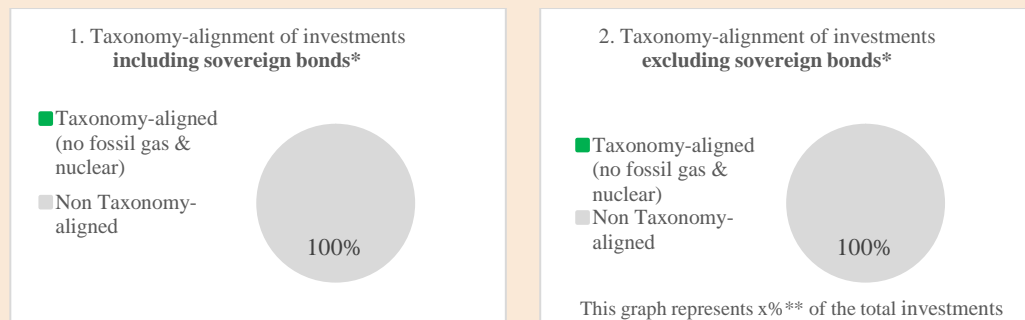 1. Taxonomy-alignment of investments
including sovereign bonds*
Taxonomy-aligned
(no fossil gas &
nuclear)
Non Taxonomy-
aligned
100%
2. Taxonomy-alignment of investments
excluding sovereign bonds*
Taxonomy-aligned
(no fossil gas &
nuclear)
Non Taxonomy-
aligned
100%
This graph represents x%** of the total investments